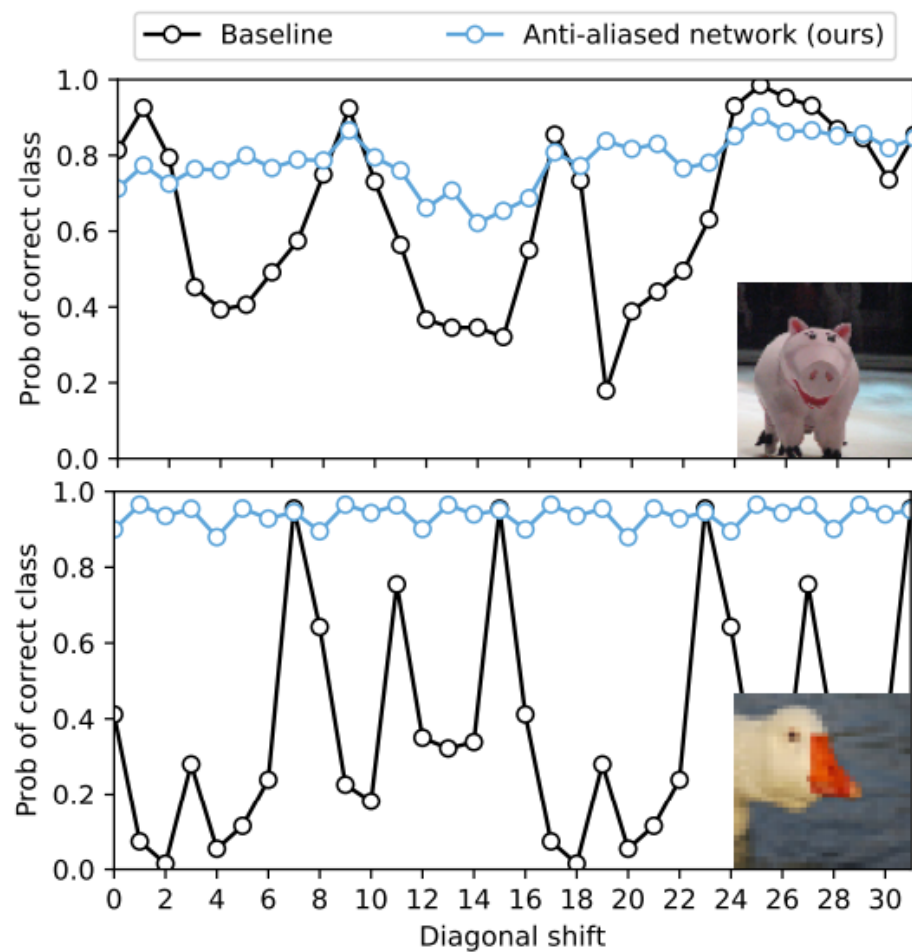 Baseline Anti-aliased network (ours)
1.0
0.8
0.6
0.4
0.2
0.0
Prob of correct class
1.0
0.8
0.6
0.4
0.2
0.0
Prob of correct class
0 2 4 6 8 10 12 14 16 18 20 22 24 26 28 30
Diagonal shift